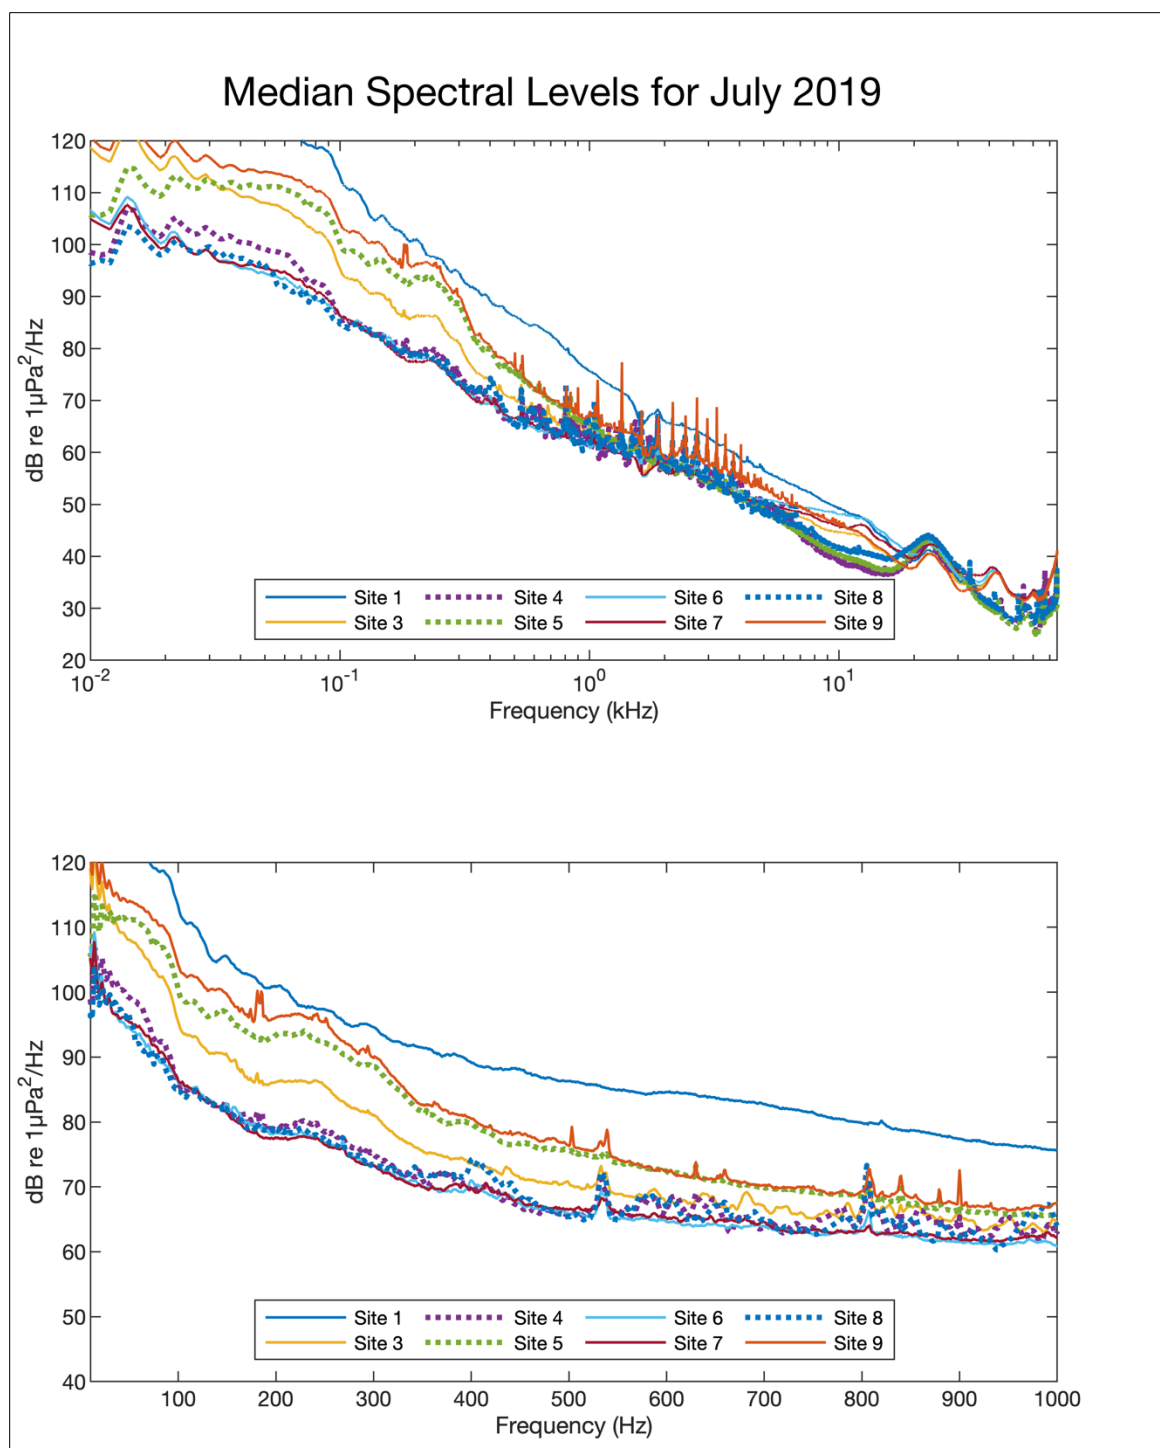 Median Spectral Levels for July 2019
120
110
100
90
80
70
60
50
40
30
20
dB re 1µPa²/Hz
Site 1 Site 4 Site 6 Site 8
Site 3 Site 5 Site 7 Site 9
10⁻² 10⁻¹ 10⁰ 10¹
Frequency (kHz)
120
110
100
90
80
70
60
50
40
dB re 1µPa²/Hz
Site 1 Site 4 Site 6 Site 8
Site 3 Site 5 Site 7 Site 9
100 200 300 400 500 600 700 800 900 1000
Frequency (Hz)